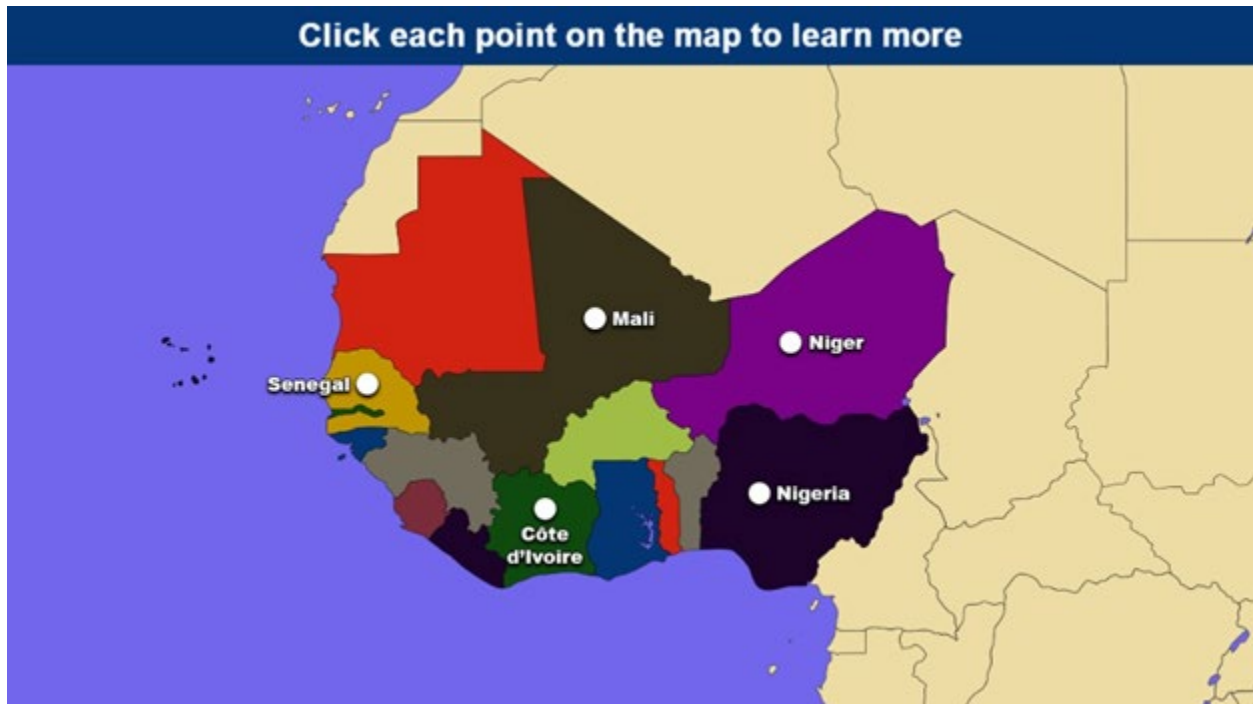 Click each point on the map to learn more
Mali
Niger
Senegal
Nigeria
Côte
d'Ivoire